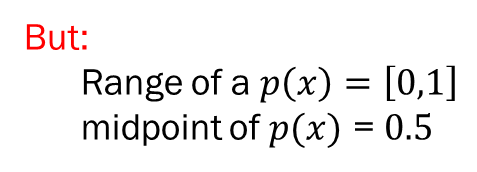 But:
Range of a p(x) = [0,1]
midpoint of p(x) = 0.5